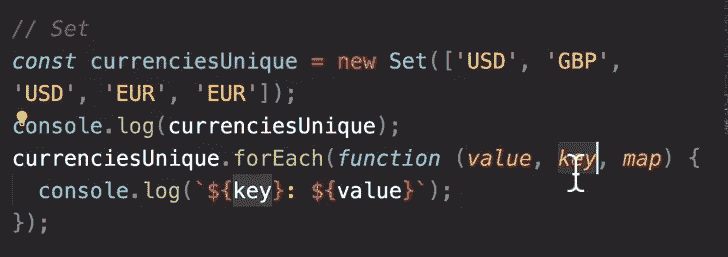 // Set
const currenciesUnique = new Set(['USD', 'GBP',
'USD', 'EUR', 'EUR']);
console.log(currenciesUnique);
currenciesUnique.forEach(function (value, key, map) {
  console.log(`${key}: ${value}`);
});